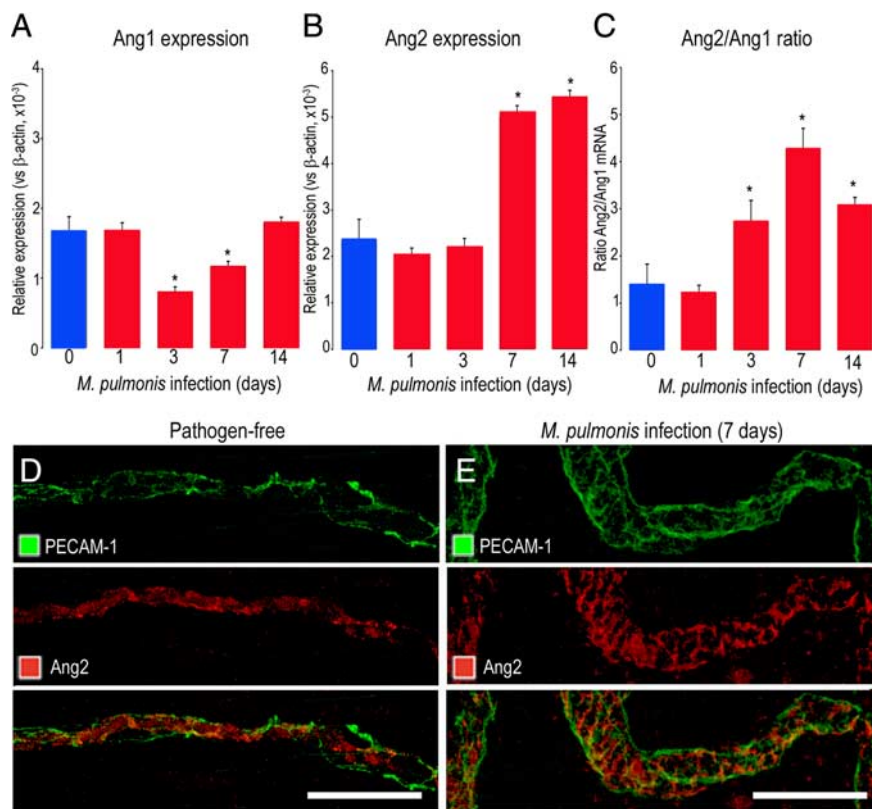 A
Ang1 expression
Relative expresision (vs β-actin, x10-3)
4
3
2
1
0
*
*
0 1 3 7 14
M. pulmonis infection (days)
B
Ang2 expression
Relative expression (vs β-actin, x10-3)
6
5
4
3
2
1
0
*
*
0 1 3 7 14
M. pulmonis infection (days)
C
Ang2/Ang1 ratio
Ratio Ang2/Ang1 mRNA
6
5
4
3
2
1
0
*
*
*
0 1 3 7 14
M. pulmonis infection (days)
Pathogen-free
D
PECAM-1
Ang2
M. pulmonis infection (7 days)
E
PECAM-1
Ang2